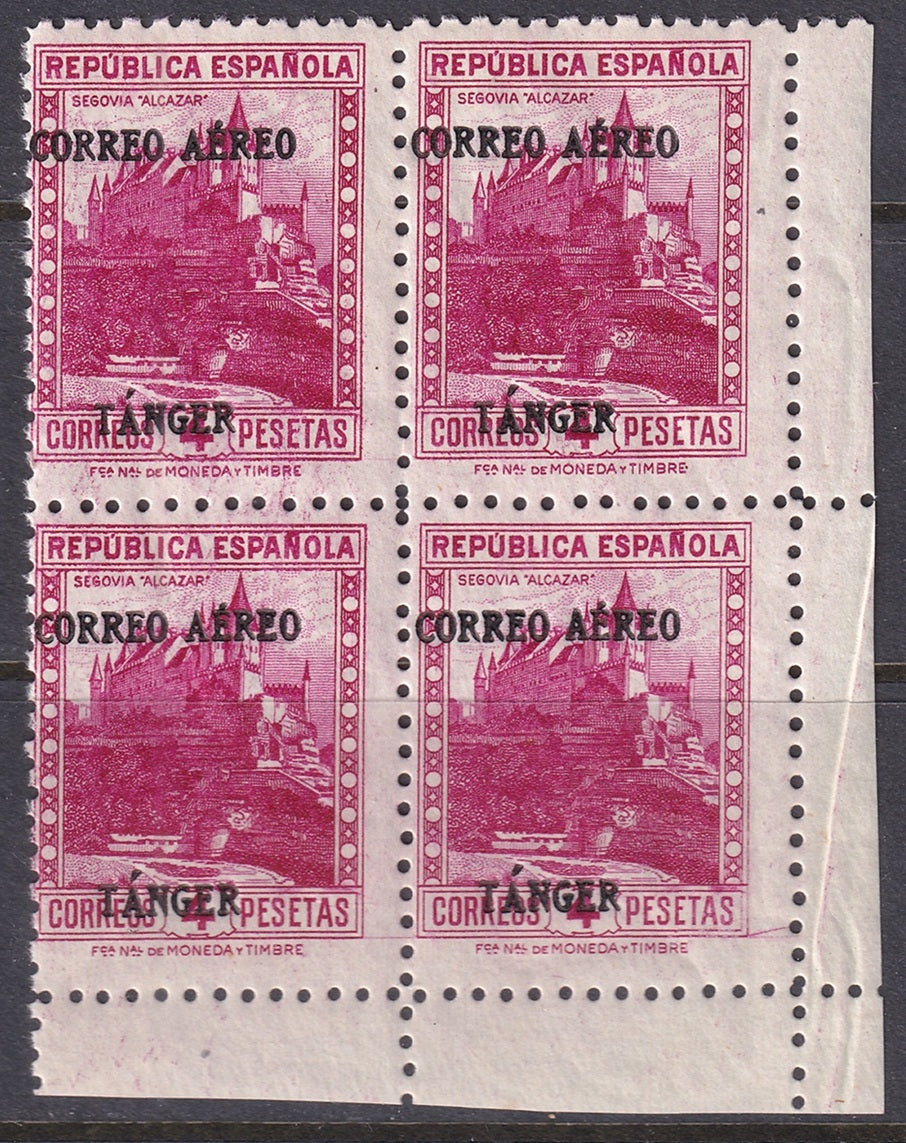 REPÚBLICA ESPAÑOLA
SEGOVIA "ALCAZAR"
CORREO AÉREO
TÁNGER
CORREOS 4 PESETAS
FCA NAL DE MONEDA Y TIMBRE
REPÚBLICA ESPAÑOLA
SEGOVIA "ALCAZAR"
CORREO AÉREO
TÁNGER
CORREOS 4 PESETAS
FCA NAL DE MONEDA Y TIMBRE
REPÚBLICA ESPAÑOLA
SEGOVIA "ALCAZAR"
CORREO AÉREO
TÁNGER
CORREOS 4 PESETAS
FCA NAL DE MONEDA Y TIMBRE
REPÚBLICA ESPAÑOLA
SEGOVIA "ALCAZAR"
CORREO AÉREO
TÁNGER
CORREOS 4 PESETAS
FCA NAL DE MONEDA Y TIMBRE